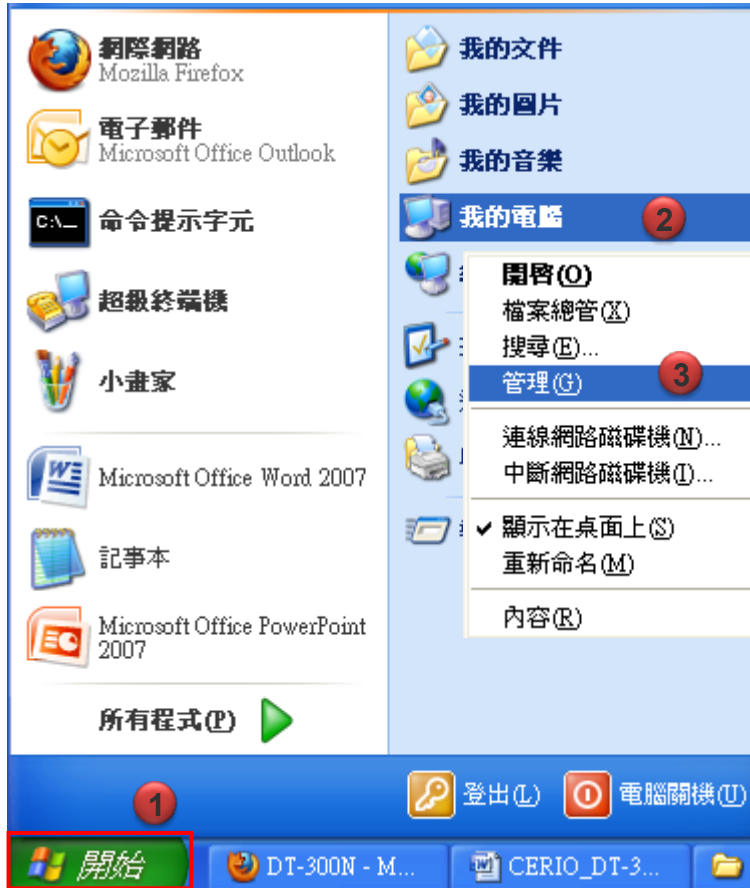 網際網路
Mozilla Firefox
電子郵件
Microsoft Office Outlook
C:\_
命令提示字元
超級終端機
小畫家
Microsoft Office Word 2007
記事本
Microsoft Office PowerPoint
2007
所有程式(P)
我的文件
我的圖片
我的音樂
我的電腦
2
開啓(O)
檔案總管(X)
搜尋(E)...
管理(G)
3
連線網路磁碟機(N)...
中斷網路磁碟機(I)...
顯示在桌面上(S)
重新命名(M)
內容(R)
登出(L)
電腦關機(U)
1
開始
DT-300N - M...
CERIO_DT-3...